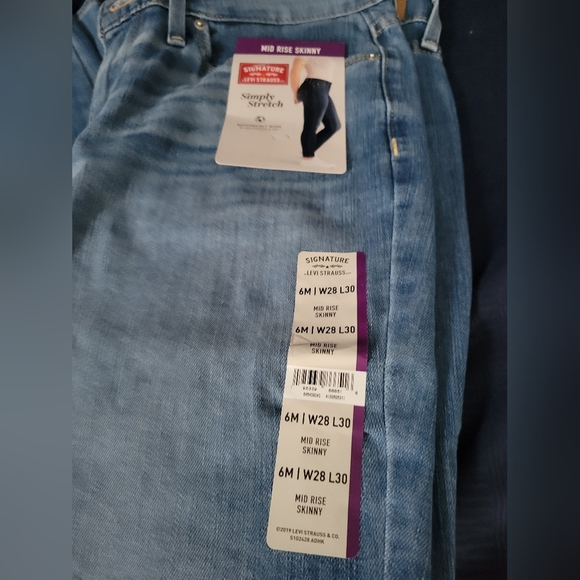 MID RISE SKINNY
SIGNATURE
LEVI STRAUSS
Simply
Stretch
SIGNATURE
LEVI STRAUSS
6M | W28 L30
MID RISE
SKINNY
6M | W28 L30
MID RISE
SKINNY
6M | W28 L30
MID RISE
SKINNY
6M | W28 L30
MID RISE
SKINNY
©2019 LEVI STRAUSS & CO.
S102428 ADHK